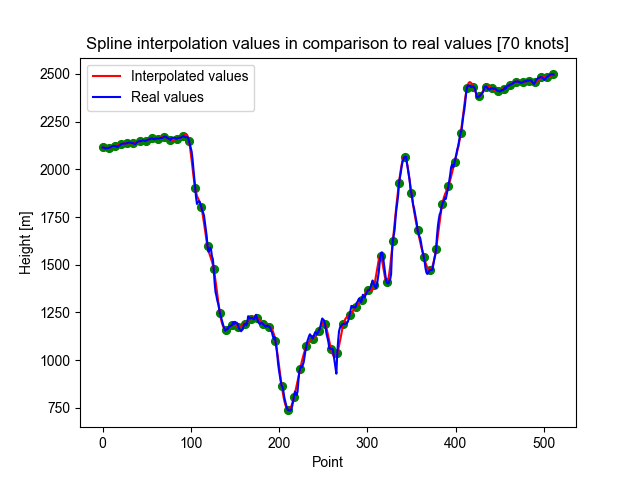 Spline interpolation values in comparison to real values [70 knots]
Interpolated values
Real values
2500
2250
2000
1750
1500
1250
1000
750
Height [m]
0 100 200 300 400 500
Point